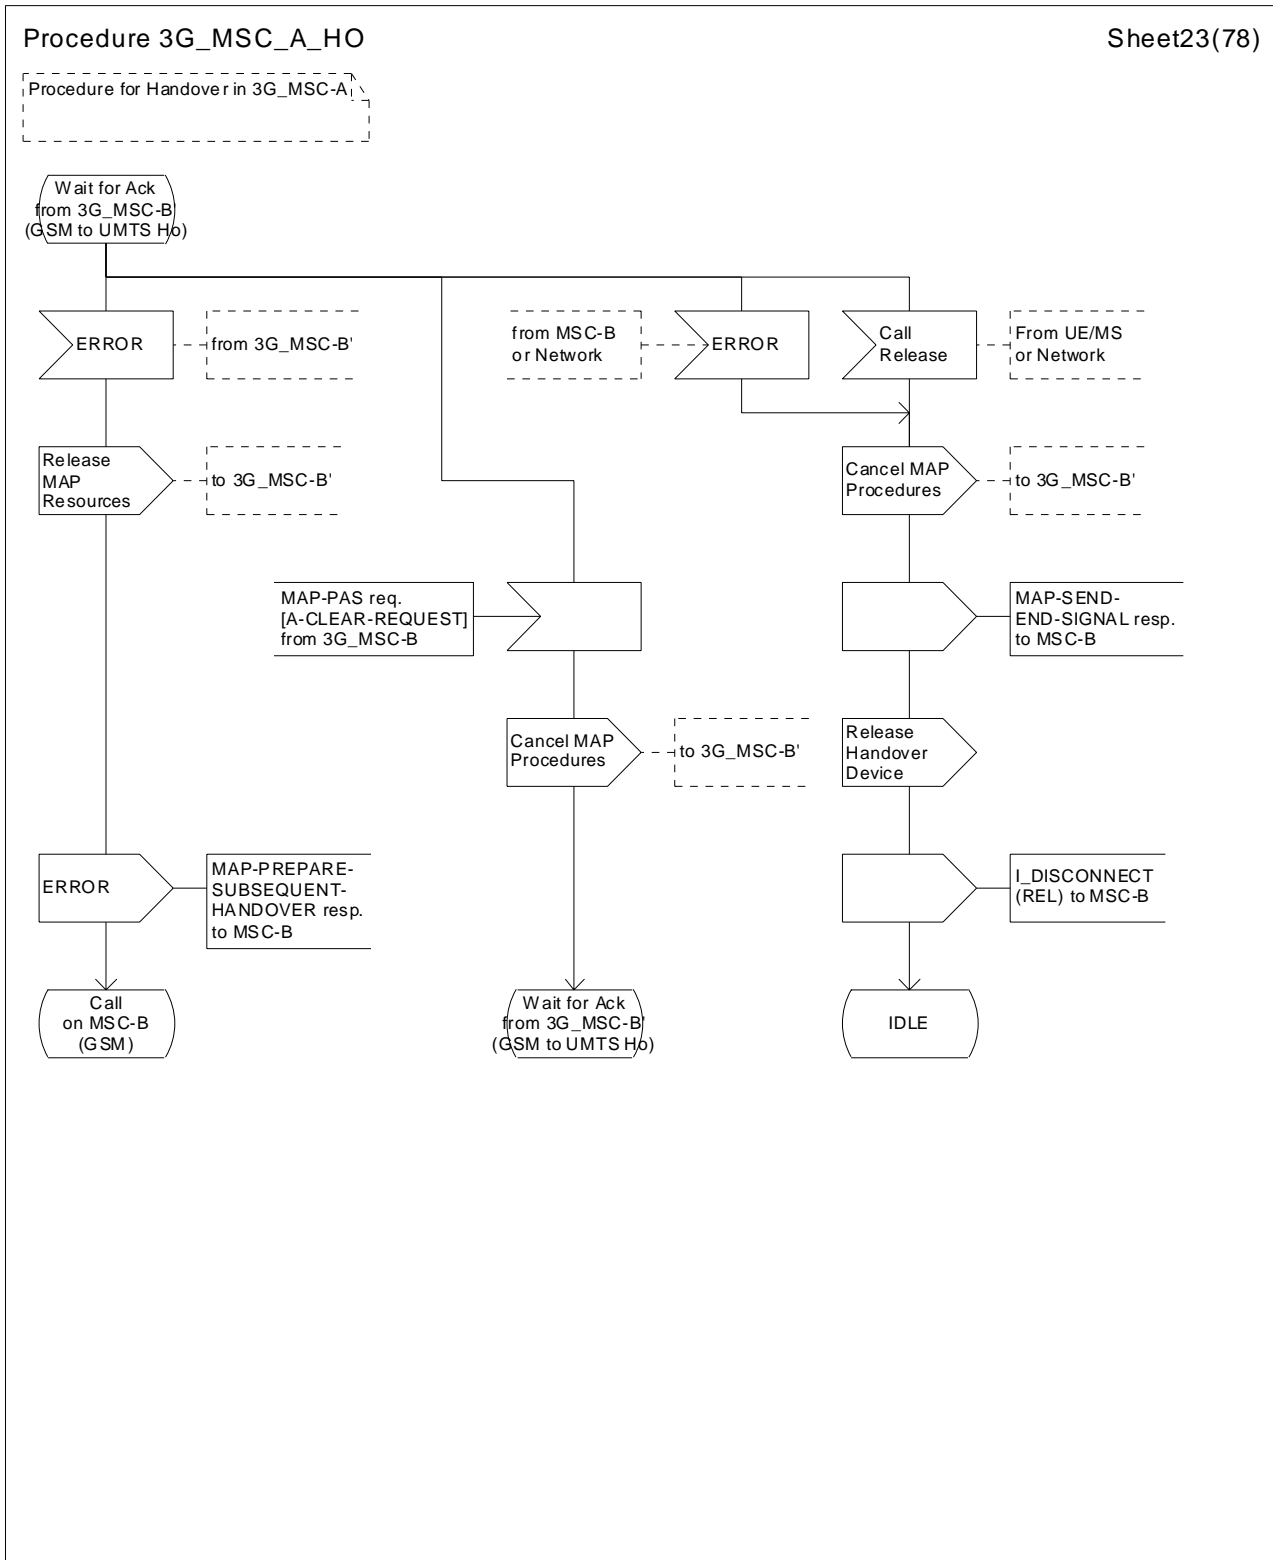 Procedure 3G_MSC_A_HO
Sheet23(78)
Procedure for Handover in 3G_MSC-A
Wait for Ack
from 3G_MSC-B'
(GSM to UMTS Ho)
ERROR
from 3G_MSC-B'
from MSC-B
or Network
ERROR
Call
Release
From UE/MS
or Network
Release
MAP
Resources
to 3G_MSC-B'
Cancel MAP
Procedures
to 3G_MSC-B'
MAP-PAS req.
[A-CLEAR-REQUEST]
from 3G_MSC-B
MAP-SEND-
END-SIGNAL resp.
to MSC-B
Cancel MAP
Procedures
to 3G_MSC-B'
Release
Handover
Device
ERROR
MAP-PREPARE-
SUBSEQUENT-
HANDOVER resp.
to MSC-B
I_DISCONNECT
(REL) to MSC-B
Call
on MSC-B
(GSM)
Wait for Ack
from 3G_MSC-B'
(GSM to UMTS Ho)
IDLE